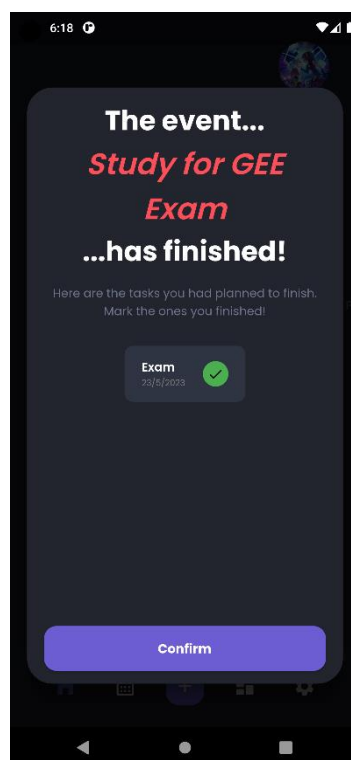 6:18
The event...
Study for GEE
Exam
...has finished!
Here are the tasks you had planned to finish.
Mark the ones you finished!
Exam
23/5/2023
Confirm